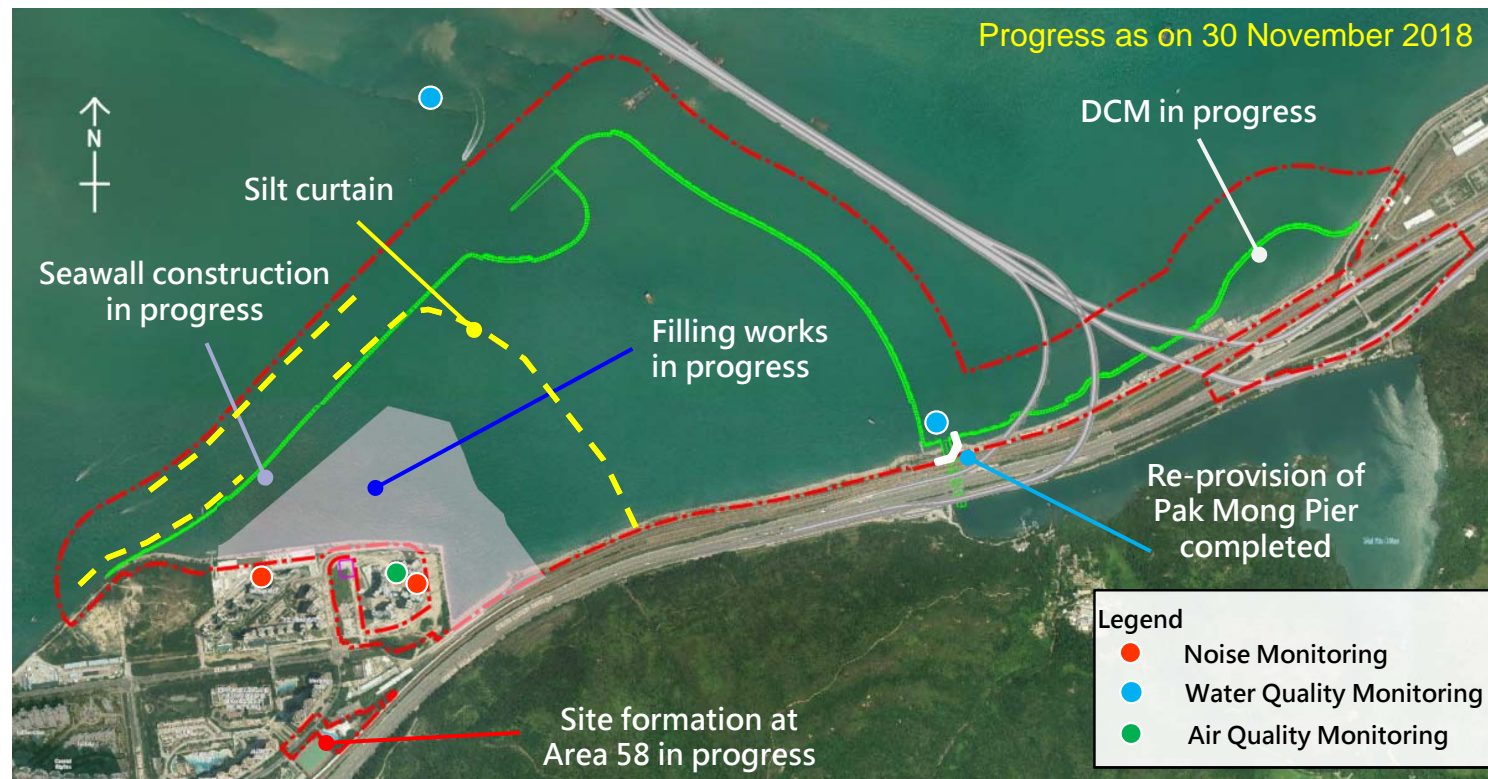 Progress as on 30 November 2018
N
DCM in progress
Silt curtain
Seawall construction
in progress
Filling works
in progress
Re-provision of
Pak Mong Pier
completed
Site formation at
Area 58 in progress
Legend
Noise Monitoring
Water Quality Monitoring
Air Quality Monitoring